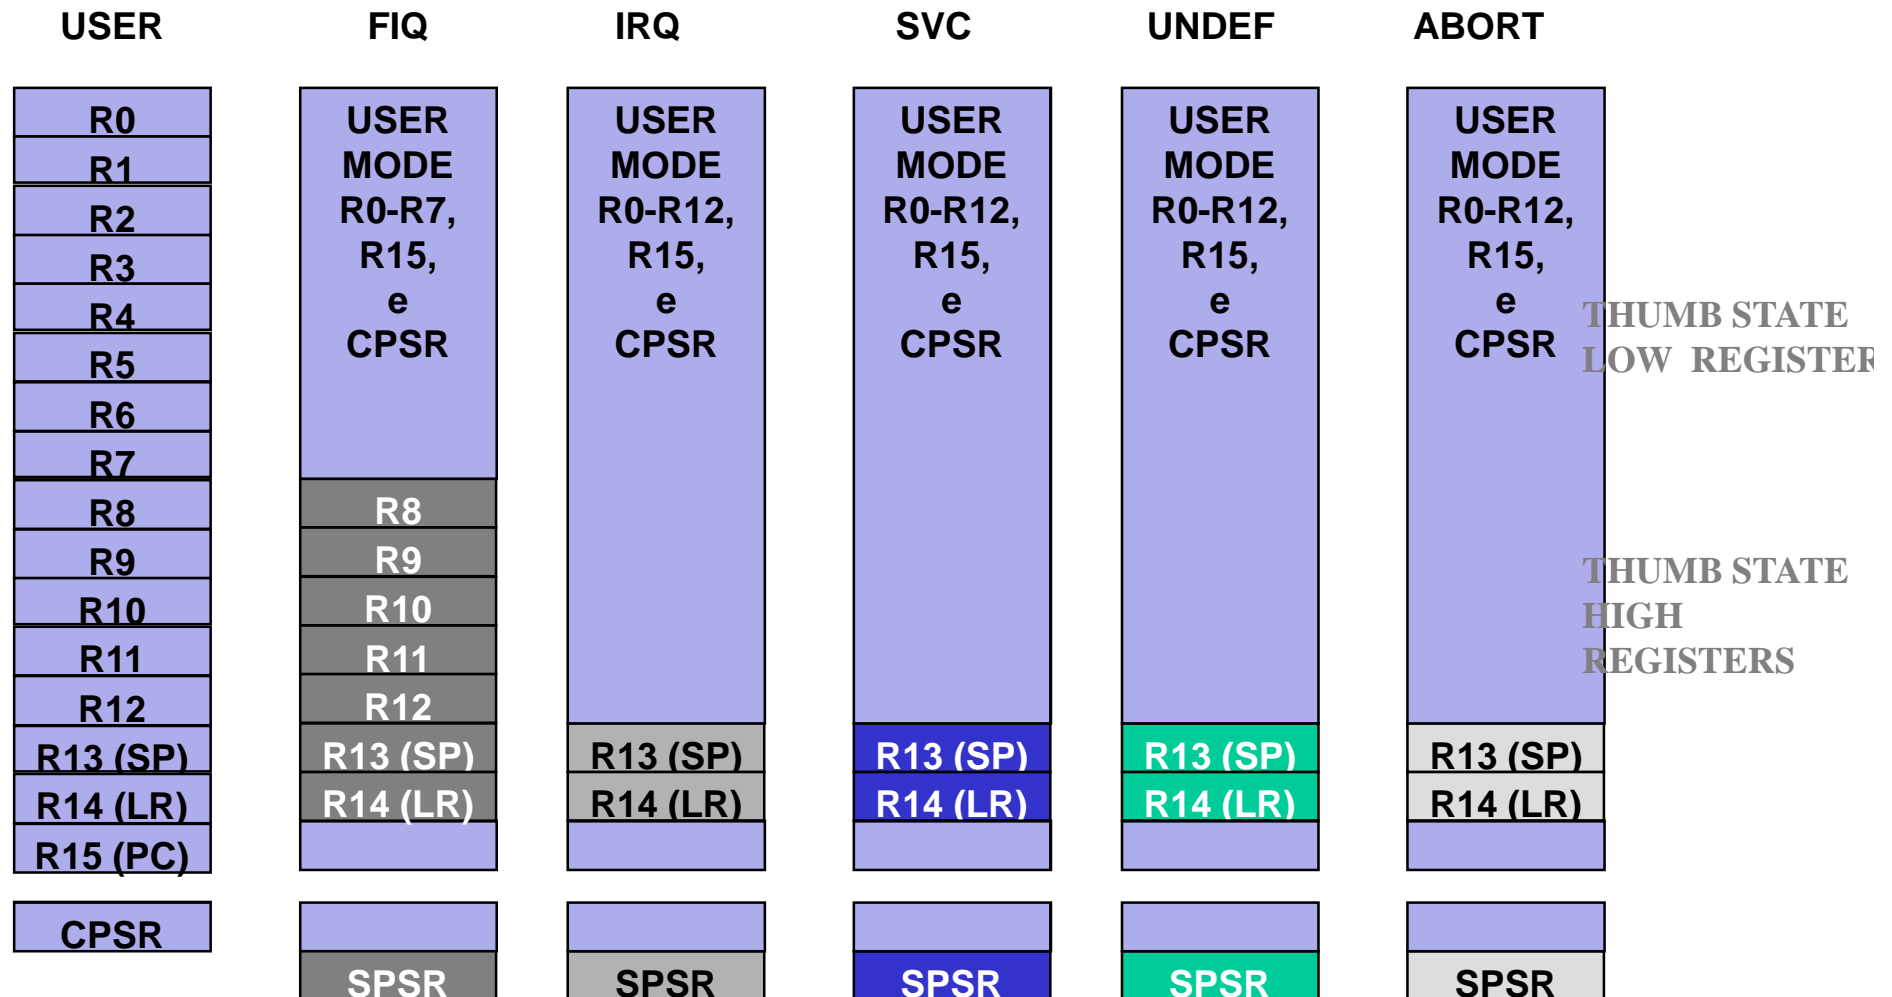 USER
FIQ
IRQ
SVC
UNDEF
ABORT
R0
R1
R2
R3
R4
R5
R6
R7
R8
R9
R10
R11
R12
R13 (SP)
R14 (LR)
R15 (PC)
CPSR
USER
MODE
R0-R7,
R15,
e
CPSR
R8
R9
R10
R11
R12
R13 (SP)
R14 (LR)
SPSR
USER
MODE
R0-R12,
R15,
e
CPSR
R13 (SP)
R14 (LR)
SPSR
USER
MODE
R0-R12,
R15,
e
CPSR
R13 (SP)
R14 (LR)
SPSR
USER
MODE
R0-R12,
R15,
e
CPSR
R13 (SP)
R14 (LR)
SPSR
USER
MODE
R0-R12,
R15,
e
CPSR
R13 (SP)
R14 (LR)
SPSR
THUMB STATE
LOW REGISTER
THUMB STATE
HIGH
REGISTERS